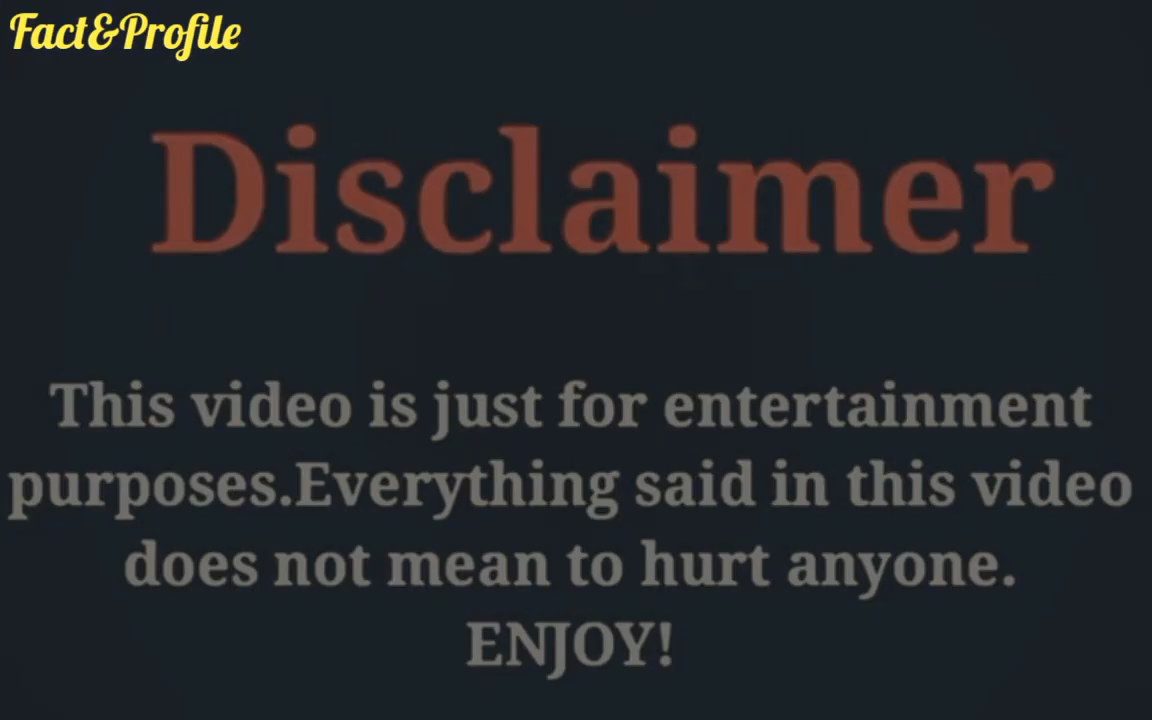 Fact&Profile
Disclaimer
This video is just for entertainment
purposes.Everything said in this video
does not mean to hurt anyone.
ENJOY!